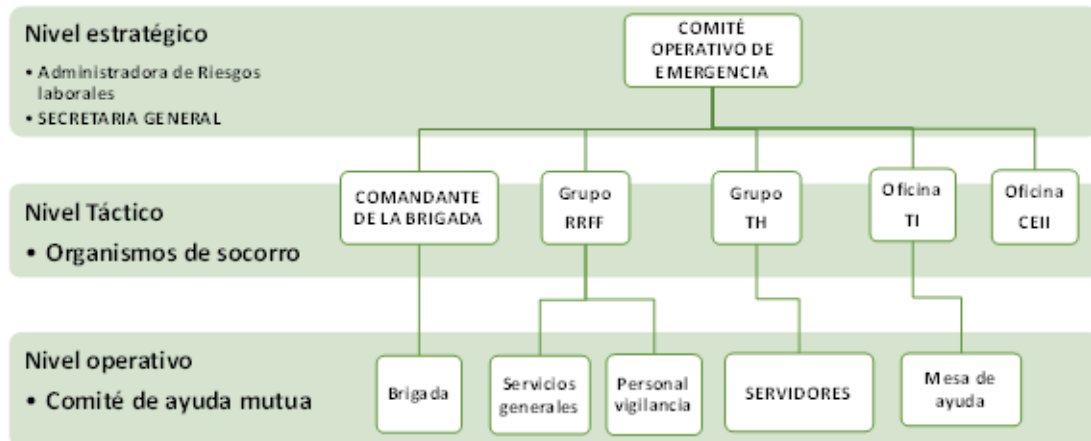 Nivel estratégico
• Administradora de Riesgos
laborales
• SECRETARIA GENERAL
COMITÉ
OPERATIVO DE
EMERGENCIA
Nivel Táctico
• Organismos de socorro
COMANDANTE
DE LA BRIGADA
Grupo
RRFF
Grupo
TH
Oficina
TI
Oficina
CEII
Nivel operativo
• Comité de ayuda mutua
Brigada
Servicios
generales
Personal
vigilancia
SERVIDORES
Mesa de
ayuda